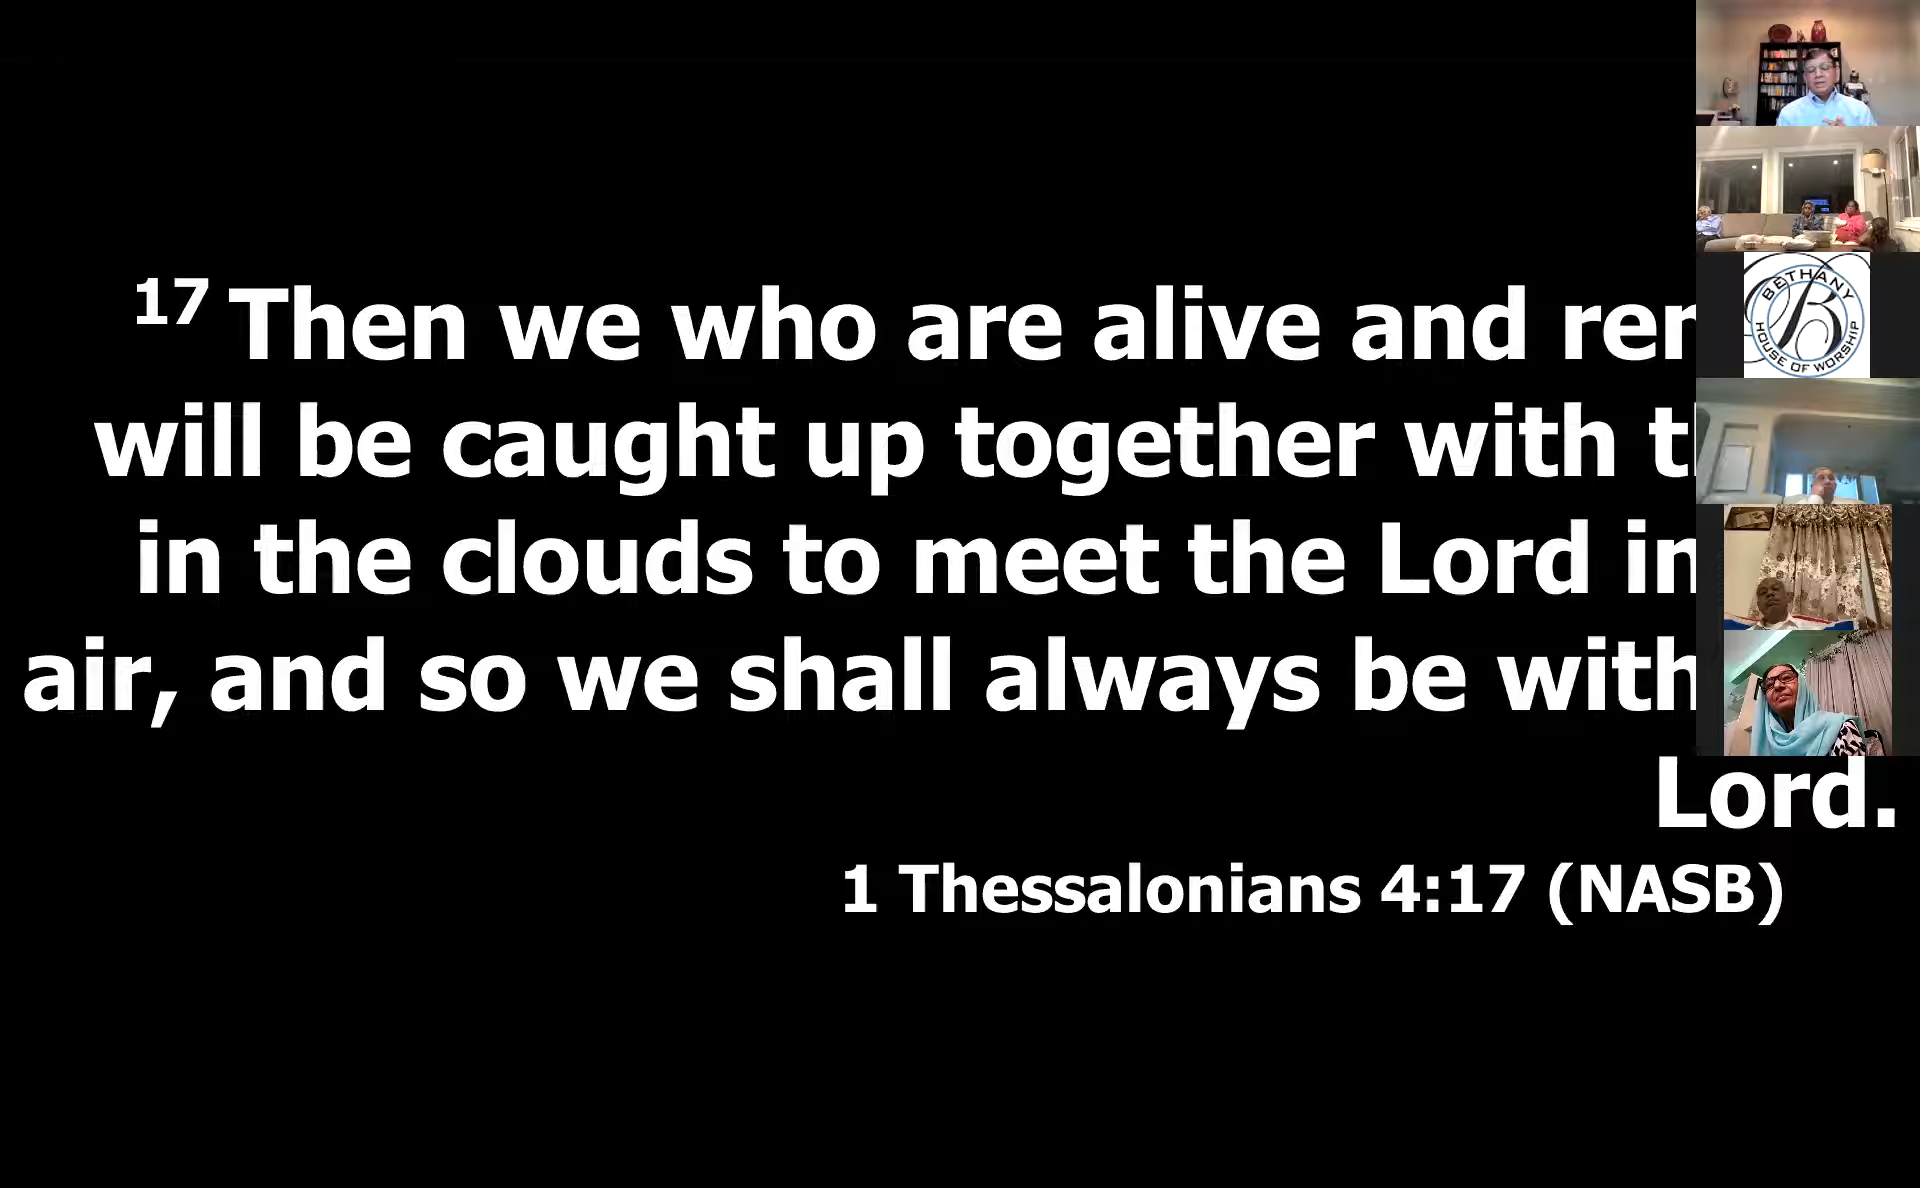 17 Then we who are alive and
will be caught up together with
in the clouds to meet the Lord in
air, and so we shall always be with
Lord.
1 Thessalonians 4:17 (NASB)
BETHANY
B
HOUSE OF WORSHIP